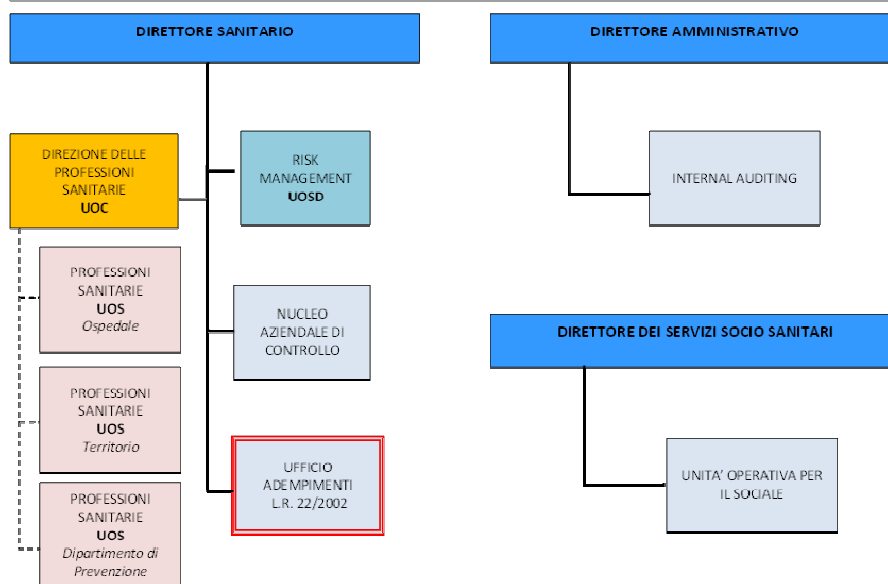 DIRETTORE SANITARIO
DIREZIONE DELLE
PROFESSIONI
SANITARIE
UOC
RISK
MANAGEMENT
UOSD
PROFESSIONI
SANITARIE
UOS
Ospedale
NUCLEO
AZIENDALE DI
CONTROLLO
PROFESSIONI
SANITARIE
UOS
Territorio
UFFICIO
ADEMPIMENTI
L.R. 22/2002
PROFESSIONI
SANITARIE
UOS
Dipartimento di
Prevenzione
DIRETTORE AMMINISTRATIVO
INTERNAL AUDITING
DIRETTORE DEI SERVIZI SOCIO SANITARI
UNITA’ OPERATIVA PER
IL SOCIALE